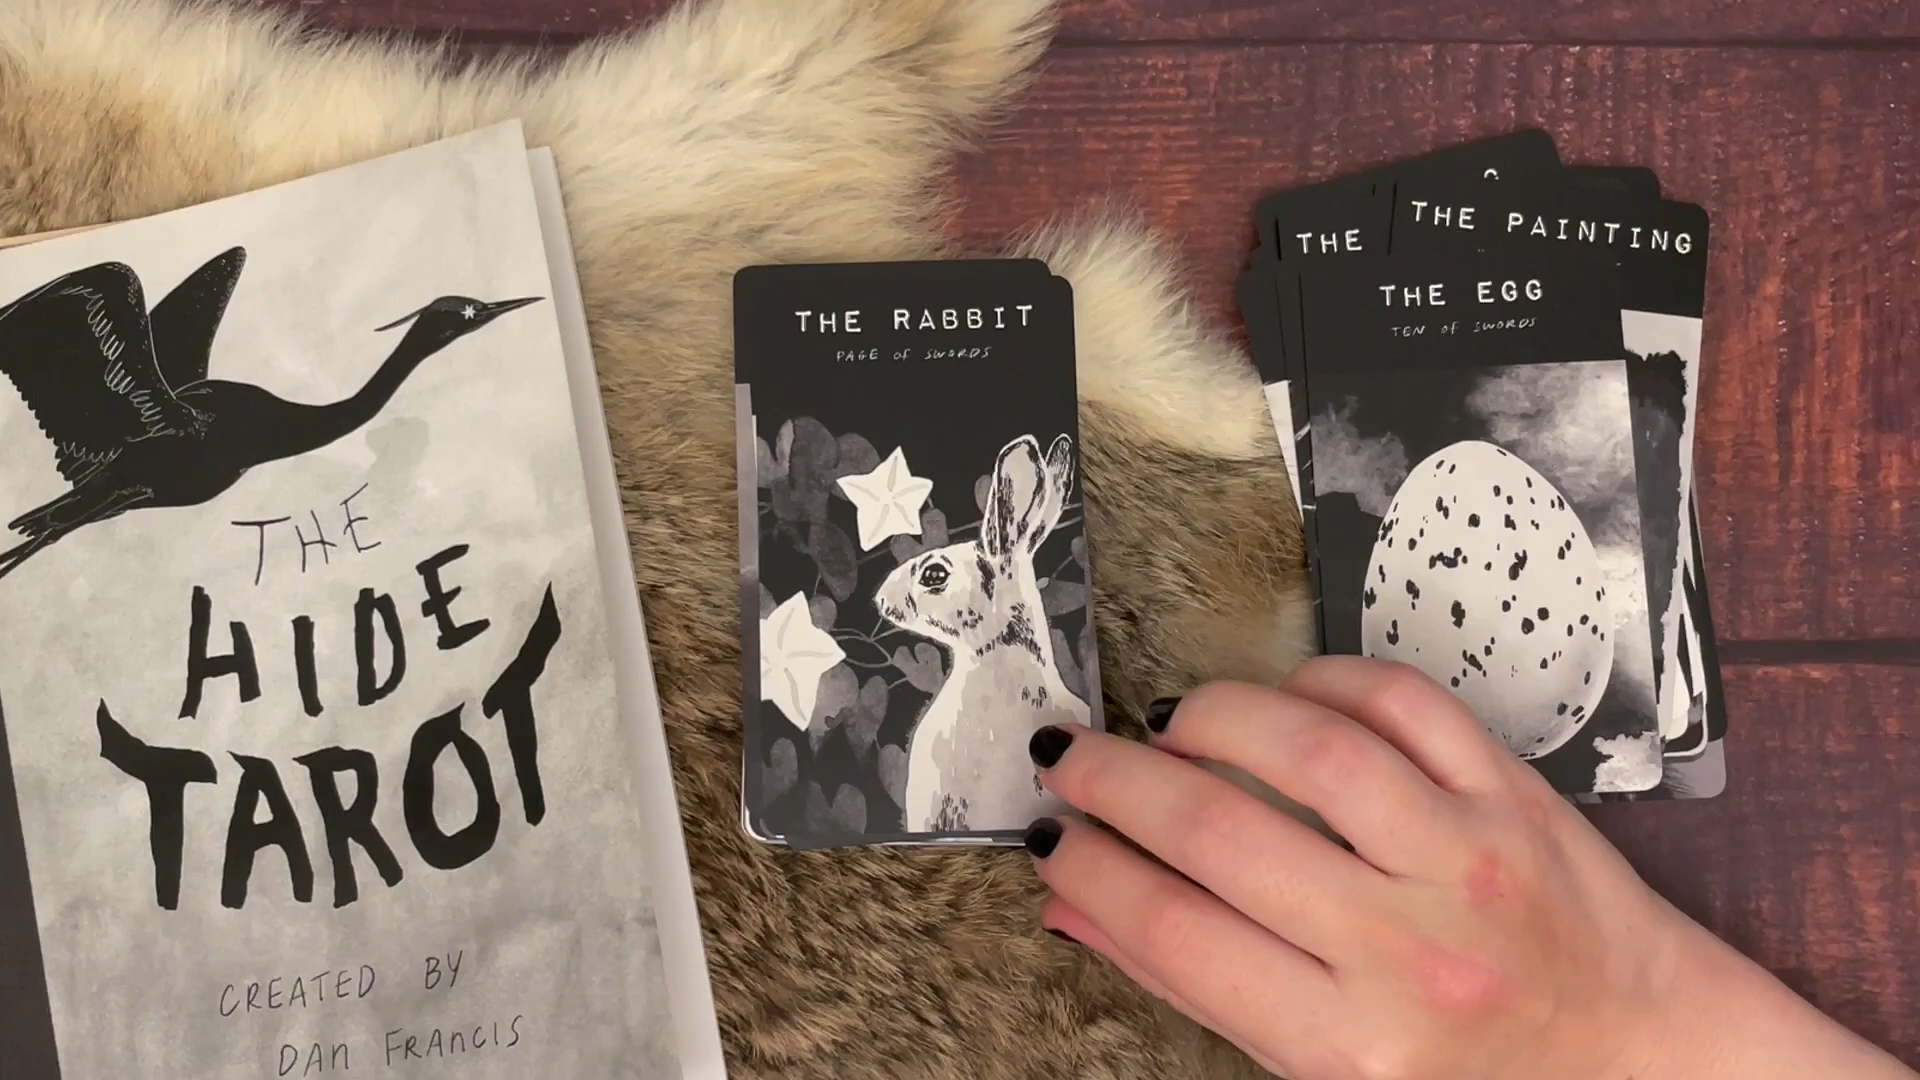 THE
HIDE
TAROT
CREATED BY
DAN FRANCIS
THE RABBIT
PAGE OF SWORDS
THE
THE PAINTING
THE EGG
TEN OF SWORDS